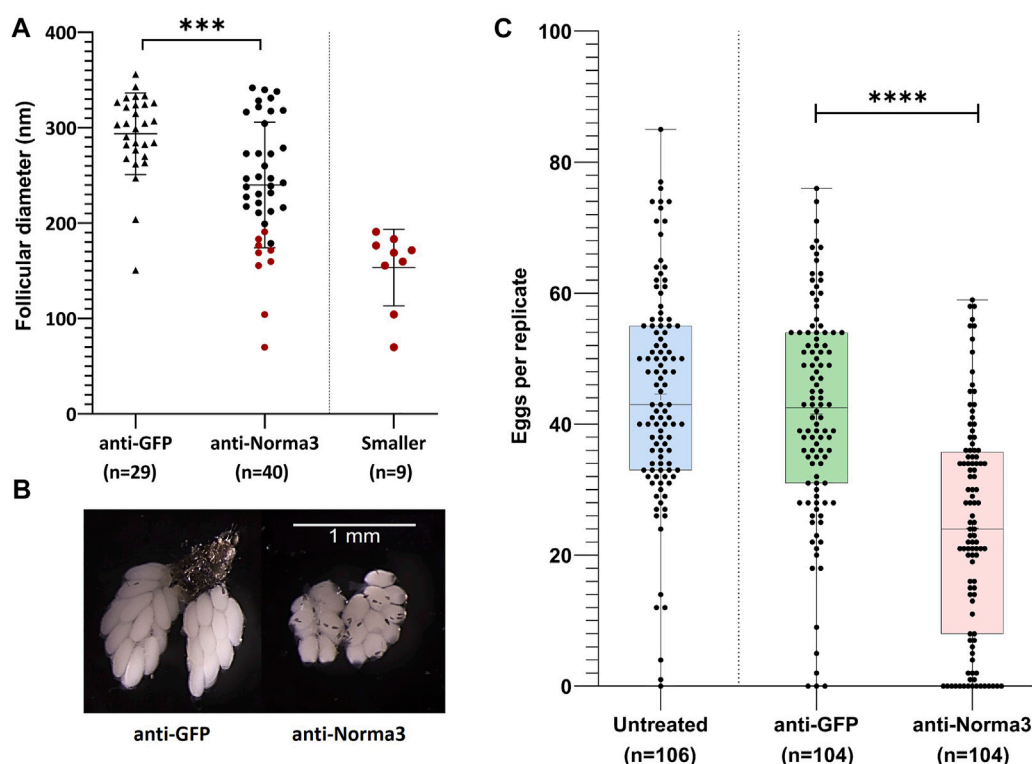 A
***
400
300
200
100
0
Follicular diameter (nm)
anti-GFP
(n=29)
anti-Norma3
(n=40)
Smaller
(n=9)
B
1 mm
anti-GFP
anti-Norma3
C
****
100
80
60
40
20
0
Eggs per replicate
Untreated
(n=106)
anti-GFP
(n=104)
anti-Norma3
(n=104)